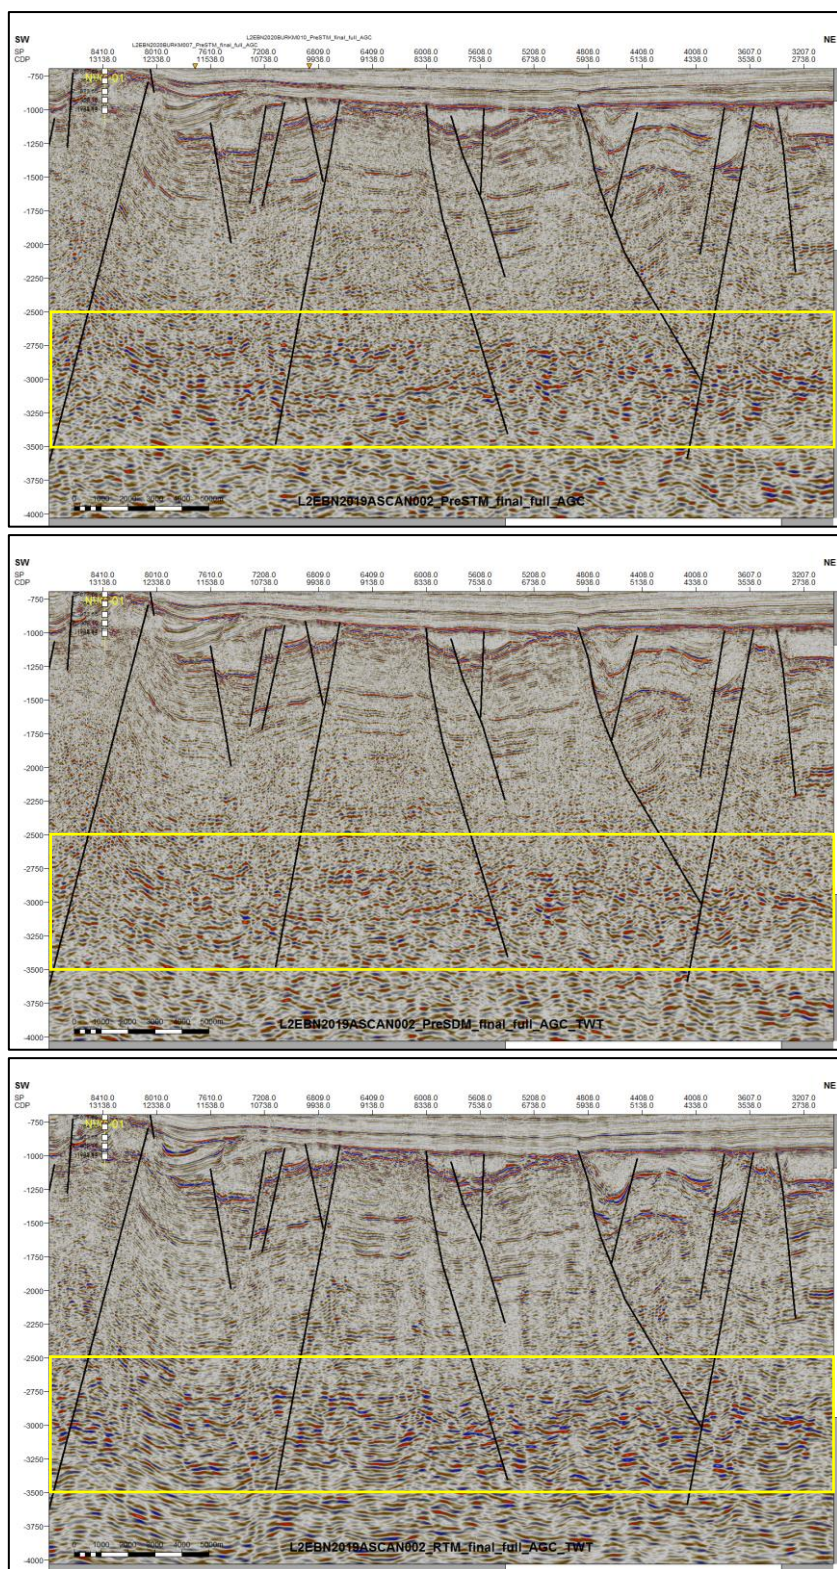 L2EBN2020BURKM010_PreSTM_final_full_AGC
L2EBN2020BURKM007_PreSTM_final_full_AGC
SW NE
SP 8410.0 8010.0 7610.0 7208.0 6809.0 6409.0 6008.0 5608.0 5208.0 4808.0 4408.0 4008.0 3607.0 3207.0
CDP 13138.0 12338.0 11538.0 10738.0 9938.0 9138.0 8338.0 7538.0 6738.0 5938.0 5138.0 4338.0 3538.0 2738.0
-750
-1000
-1250
-1500
-1750
-2000
-2250
-2500
-2750
-3000
-3250
-3500
-3750
-4000
0 1000 2000 3000 4000 5000m
L2EBN2019ASCAN002_PreSTM_final_full_AGC
SW NE
SP 8410.0 8010.0 7610.0 7208.0 6809.0 6409.0 6008.0 5608.0 5208.0 4808.0 4408.0 4008.0 3607.0 3207.0
CDP 13138.0 12338.0 11538.0 10738.0 9938.0 9138.0 8338.0 7538.0 6738.0 5938.0 5138.0 4338.0 3538.0 2738.0
-750
-1000
-1250
-1500
-1750
-2000
-2250
-2500
-2750
-3000
-3250
-3500
-3750
-4000
0 1000 2000 3000 4000 5000m
L2EBN2019ASCAN002_PreSDM_final_full_AGC_TWT
SW NE
SP 8410.0 8010.0 7610.0 7208.0 6809.0 6409.0 6008.0 5608.0 5208.0 4808.0 4408.0 4008.0 3607.0 3207.0
CDP 13138.0 12338.0 11538.0 10738.0 9938.0 9138.0 8338.0 7538.0 6738.0 5938.0 5138.0 4338.0 3538.0 2738.0
-750
-1000
-1250
-1500
-1750
-2000
-2250
-2500
-2750
-3000
-3250
-3500
-3750
-4000
0 1000 2000 3000 4000 5000m
L2EBN2019ASCAN002_RTM_final_full_AGC_TWT